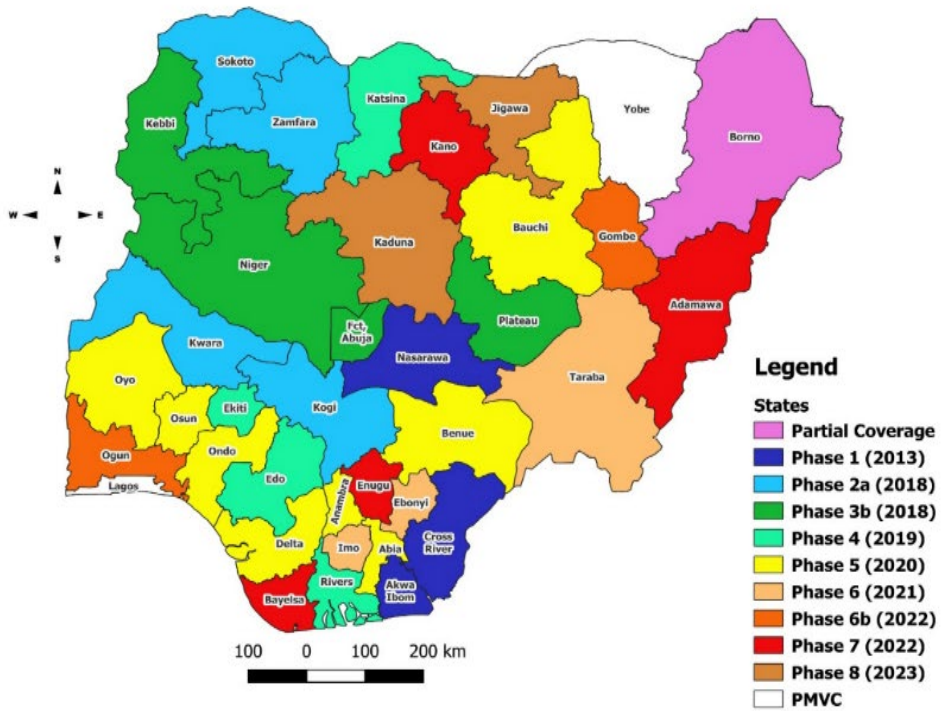 Sokoto
Katsina
Kebbi
Zamfara
Jigawa
Yobe
Borno
Kano
N
W
E
S
Kaduna
Bauchi
Gombe
Niger
Adamawa
Fct,
Abuja
Plateau
Kwara
Nasarawa
Taraba
Oyo
Ekiti
Kogi
Osun
Benue
Ondo
Ogun
Edo
Enugu
Lagos
Anambra
Ebonyi
Delta
Imo
Abia
Cross
River
Rivers
Akwa
Ibom
Bayelsa
100 0 100 200 km
Legend
States
Partial Coverage
Phase 1 (2013)
Phase 2a (2018)
Phase 3b (2018)
Phase 4 (2019)
Phase 5 (2020)
Phase 6 (2021)
Phase 6b (2022)
Phase 7 (2022)
Phase 8 (2023)
PMVC